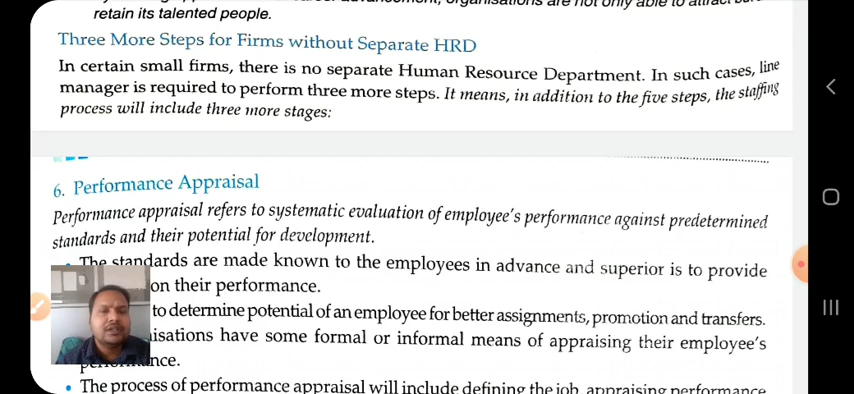 retain its talented people.
Three More Steps for Firms without Separate HRD
In certain small firms, there is no separate Human Resource Department. In such cases, line
manager is required to perform three more steps. It means, in addition to the five steps, the staffing
process will include three more stages:
6. Performance Appraisal
Performance appraisal refers to systematic evaluation of employee's performance against predetermined
standards and their potential for development.
• The standards are made known to the employees in advance and superior is to provide
on their performance.
to determine potential of an employee for better assignments, promotion and transfers.
have some formal or informal means of appraising their employee's
• The process of performance appraisal will include defining the job, appraising performance